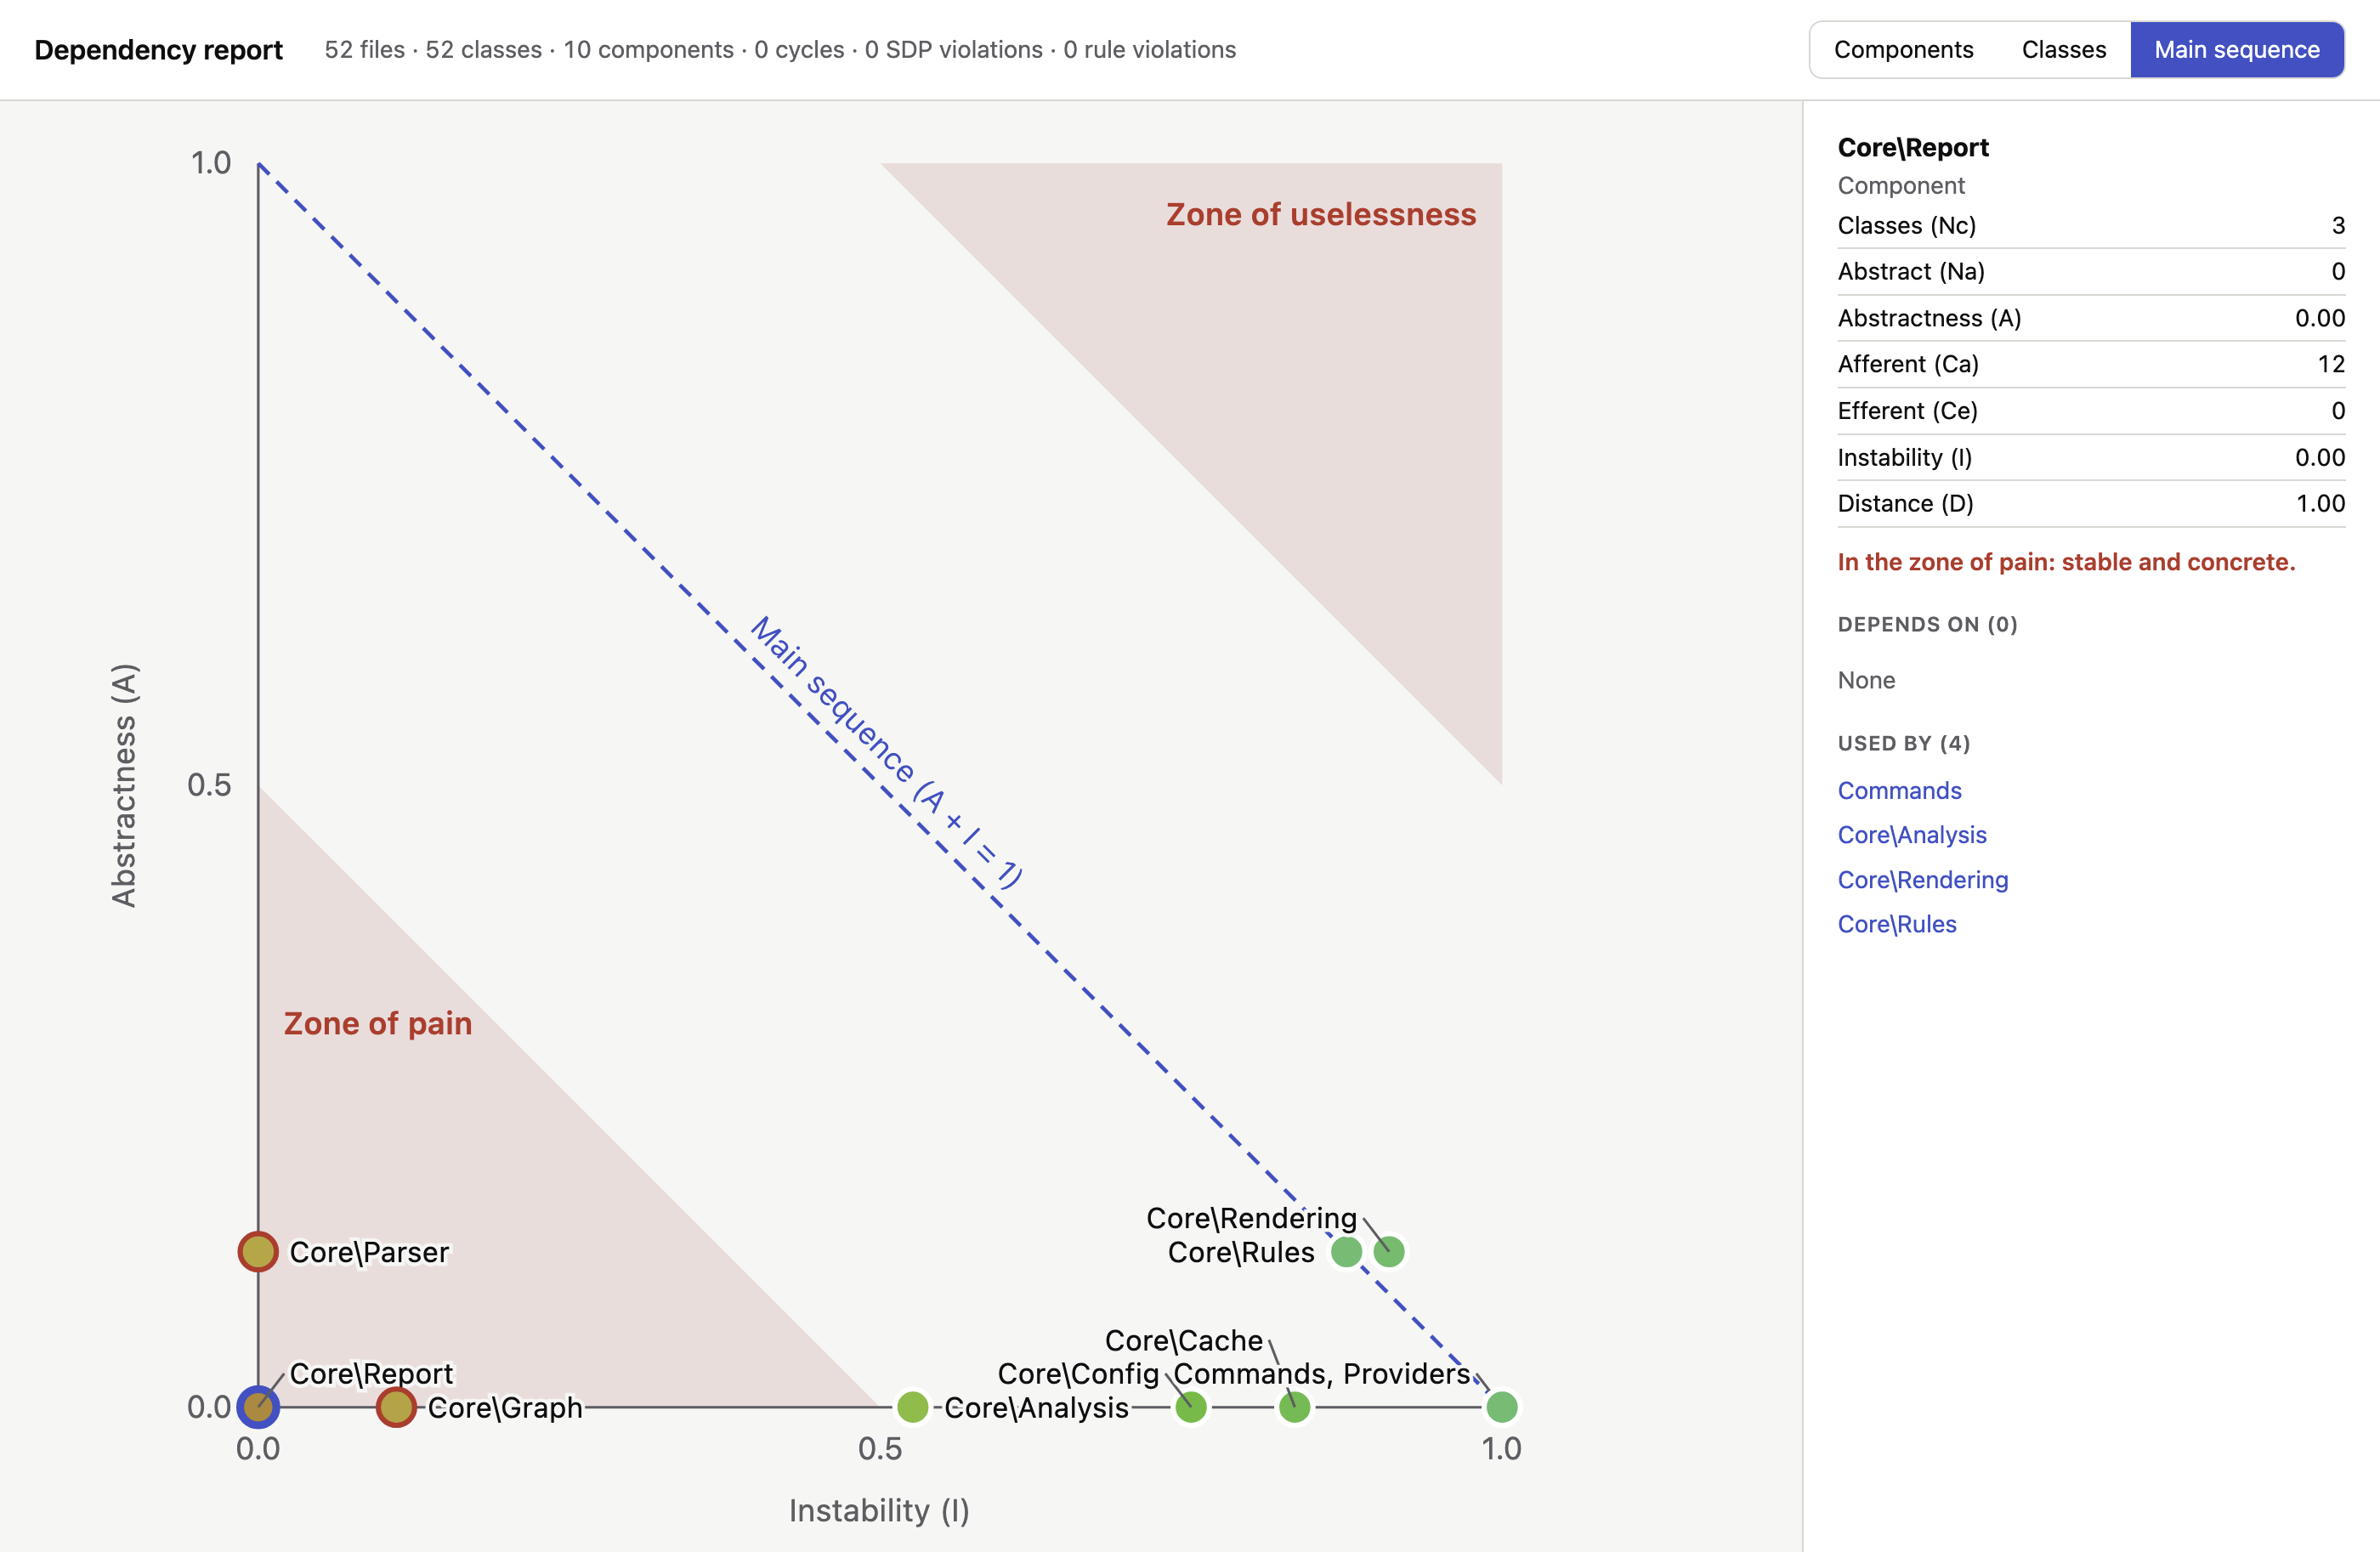 Dependency report
52 files · 52 classes · 10 components · 0 cycles · 0 SDP violations · 0 rule violations
Components
Classes
Main sequence
1.0
0.5
0.0
Abstractness (A)
Zone of uselessness
Main sequence (A + I = 1)
Zone of pain
Core\Parser
Core\Report
Core\Graph
Core\Rendering
Core\Rules
Core\Cache
Core\Config
Commands, Providers
Core\Analysis
0.0
0.5
1.0
Instability (I)
Core\Report
Component
Classes (Nc) 3
Abstract (Na) 0
Abstractness (A) 0.00
Afferent (Ca) 12
Efferent (Ce) 0
Instability (I) 0.00
Distance (D) 1.00
In the zone of pain: stable and concrete.
DEPENDS ON (0)
None
USED BY (4)
Commands
Core\Analysis
Core\Rendering
Core\Rules